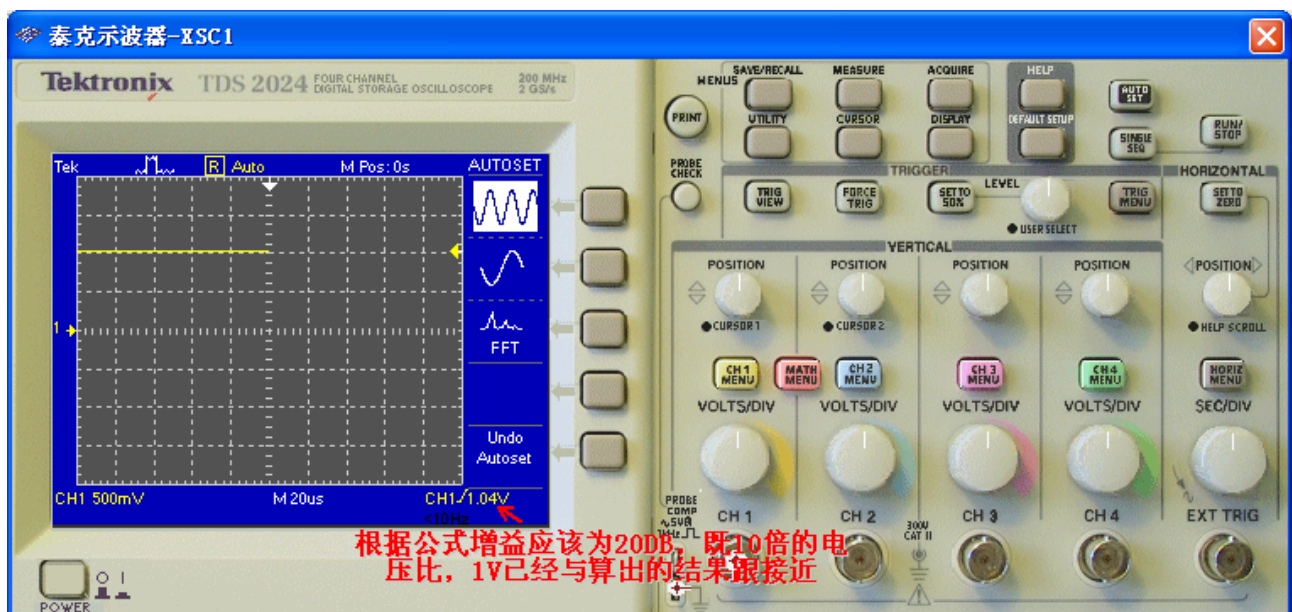 泰克示波器-XSC1
Tektronix TDS 2024 FOUR CHANNEL DIGITAL STORAGE OSCILLOSCOPE 200 MHz 2 GS/s
MENUS SAVE/RECALL MEASURE ACQUIRE HELP
AUTO SET
PRINT UTILITY CURSOR DISPLAY DEFAULT SETUP
SINGLE SEQ RUN/STOP
Tek R Auto M Pos: 0s AUTOSET
PROBE CHECK TRIGGER HORIZONTAL
TRIG VIEW FORCE TRIG SET TO 50% LEVEL TRIG MENU SET TO ZERO
USER SELECT
VERTICAL
POSITION POSITION POSITION POSITION POSITION
CURSOR 1 CURSOR 2 HELP SCROLL
1
FFT
CH 1 MENU MATH MENU CH 2 MENU CH 3 MENU CH 4 MENU HORIZ MENU
VOLTS/DIV VOLTS/DIV VOLTS/DIV VOLTS/DIV SEC/DIV
Undo Autoset
CH1 500mV M 20us CH1 1.04V
<10Hz
PROBE COMP ~5V@ 1kHz
CH 1 CH 2 300V CAT II CH 3 CH 4 EXT TRIG
根据公式增益应该为20DB，既10倍的电
压比，1V已经与算出的结果跟接近
POWER